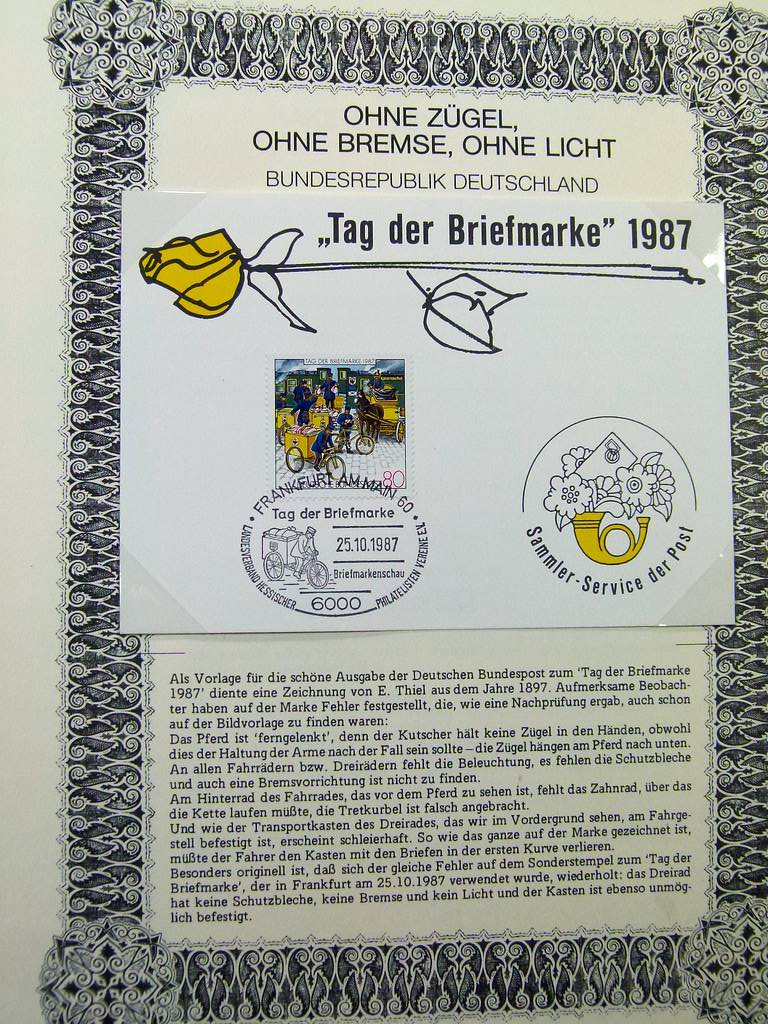 OHNE ZÜGEL,
OHNE BREMSE, OHNE LICHT
BUNDESREPUBLIK DEUTSCHLAND
„Tag der Briefmarke” 1987
TAG DER BRIEFMARKE 1987
80
FRANKFURT AM MAIN 60
Tag der Briefmarke
25.10.1987
Briefmarkenschau
LANDESVERBAND HESSISCHER PHILATELISTEN VEREINE E.V.
6000
Sammler-Service der Post
Als Vorlage für die schöne Ausgabe der Deutschen Bundespost zum ‘Tag der Briefmarke
1987’ diente eine Zeichnung von E. Thiel aus dem Jahre 1897. Aufmerksame Beobach-
ter haben auf der Marke Fehler festgestellt, die, wie eine Nachprüfung ergab, auch schon
auf der Bildvorlage zu finden waren:
Das Pferd ist ‘ferngelenkt’, denn der Kutscher hält keine Zügel in den Händen, obwohl
dies der Haltung der Arme nach der Fall sein sollte – die Zügel hängen am Pferd nach unten.
An allen Fahrrädern bzw. Dreirädern fehlt die Beleuchtung, es fehlen die Schutzbleche
und auch eine Bremsvorrichtung ist nicht zu finden.
Am Hinterrad des Fahrrades, das vor dem Pferd zu sehen ist, fehlt das Zahnrad, über das
die Kette laufen müßte, die Tretkurbel ist falsch angebracht.
Und wie der Transportkasten des Dreirades, das wir im Vordergrund sehen, am Fahrge-
stell befestigt ist, erscheint schleierhaft. So wie das ganze auf der Marke gezeichnet ist,
müßte der Fahrer den Kasten mit den Briefen in der ersten Kurve verlieren.
Besonders originell ist, daß sich der gleiche Fehler auf dem Sonderstempel zum ‘Tag der
Briefmarke’, der in Frankfurt am 25.10.1987 verwendet wurde, wiederholt: das Dreirad
hat keine Schutzbleche, keine Bremse und kein Licht und der Kasten ist ebenso unmög-
lich befestigt.